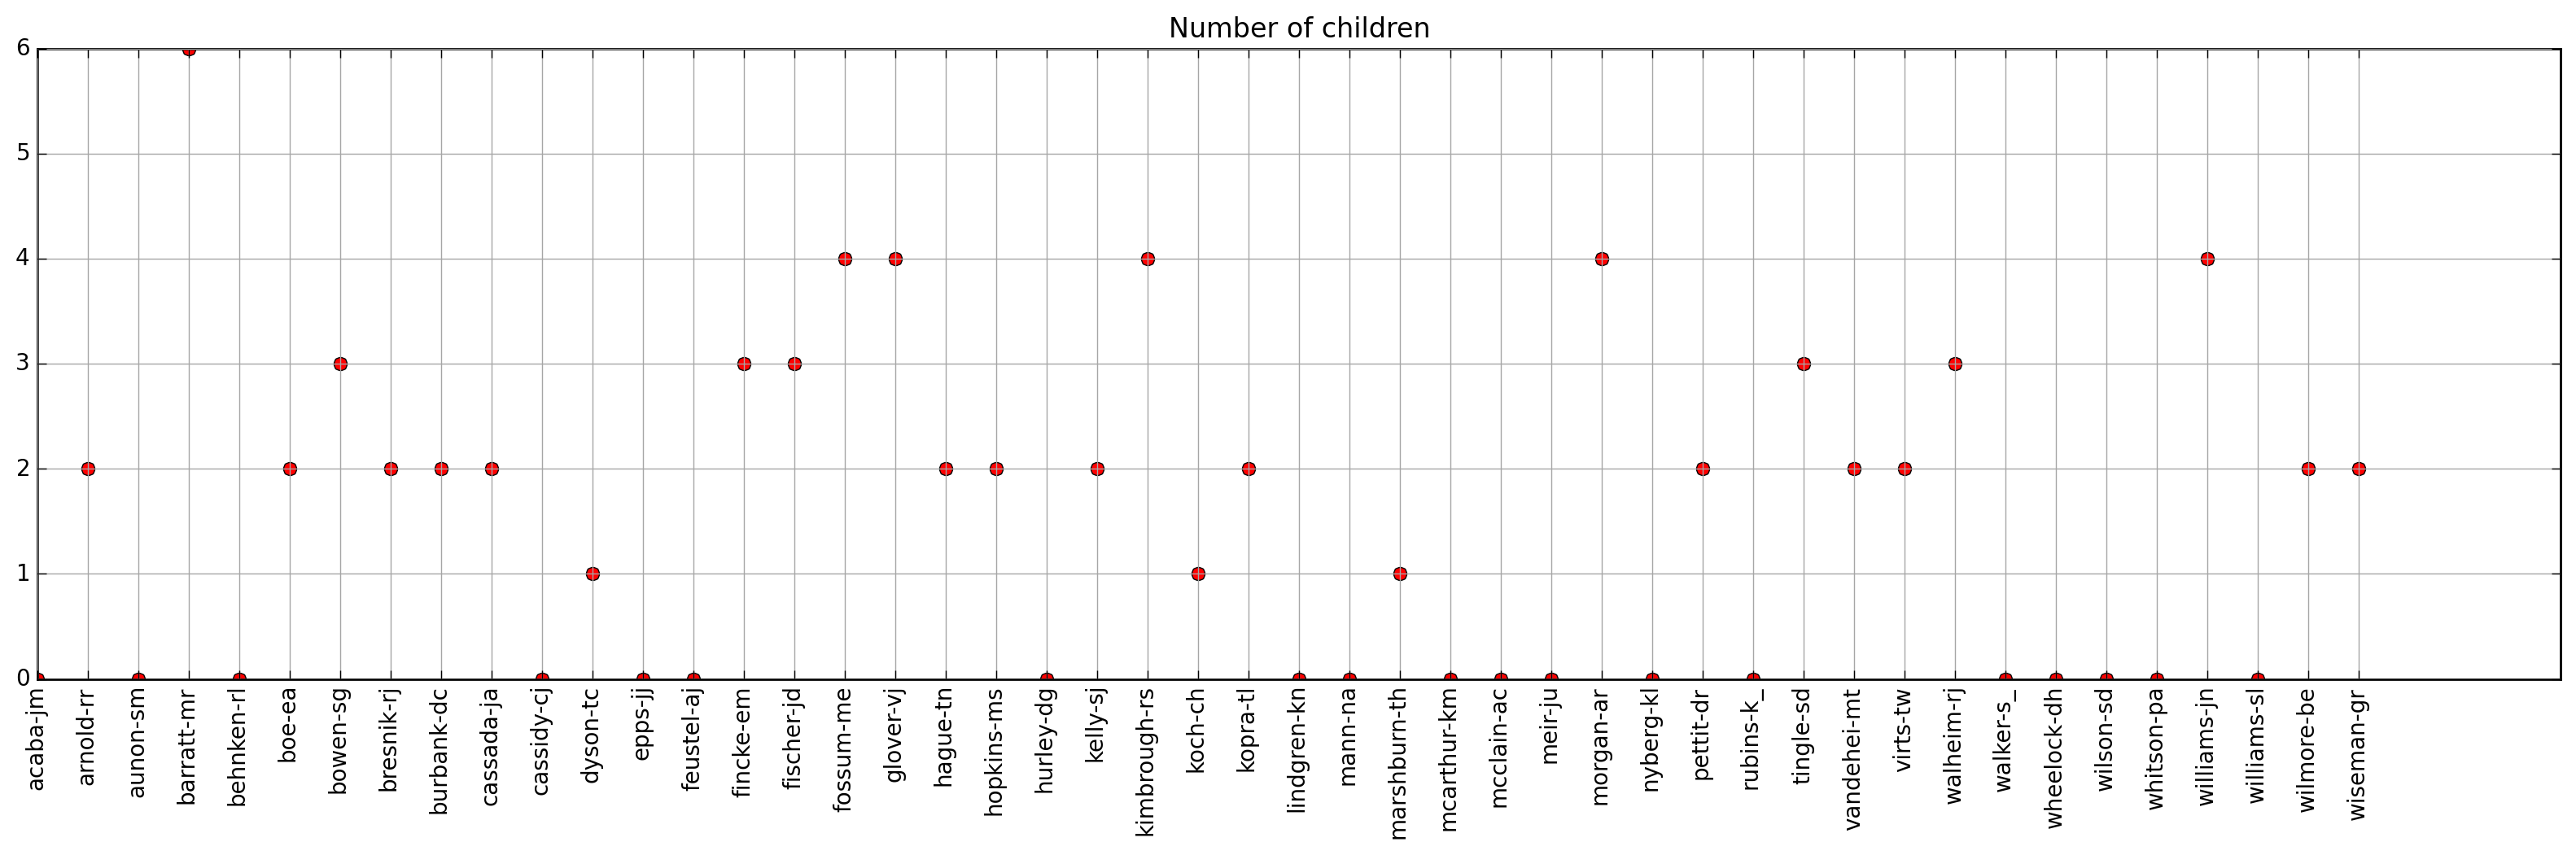 Number of children
6
5
4
3
2
1
0
acaba-jm
arnold-rr
aunon-sm
barratt-mr
behnken-rl
boe-ea
bowen-sg
bresnik-rj
burbank-dc
cassada-ja
cassidy-cj
dyson-tc
epps-jj
feustel-aj
fincke-em
fischer-jd
fossum-me
glover-vj
hague-tn
hopkins-ms
hurley-dg
kelly-sj
kimbrough-rs
koch-ch
kopra-tl
lindgren-kn
mann-na
marshburn-th
mcarthur-km
mcclain-ac
meir-ju
morgan-ar
nyberg-kl
pettit-dr
rubins-k_
tingle-sd
vandehei-mt
virts-tw
walheim-rj
walker-s_
wheelock-dh
wilson-sd
whitson-pa
williams-jn
williams-sl
wilmore-be
wiseman-gr